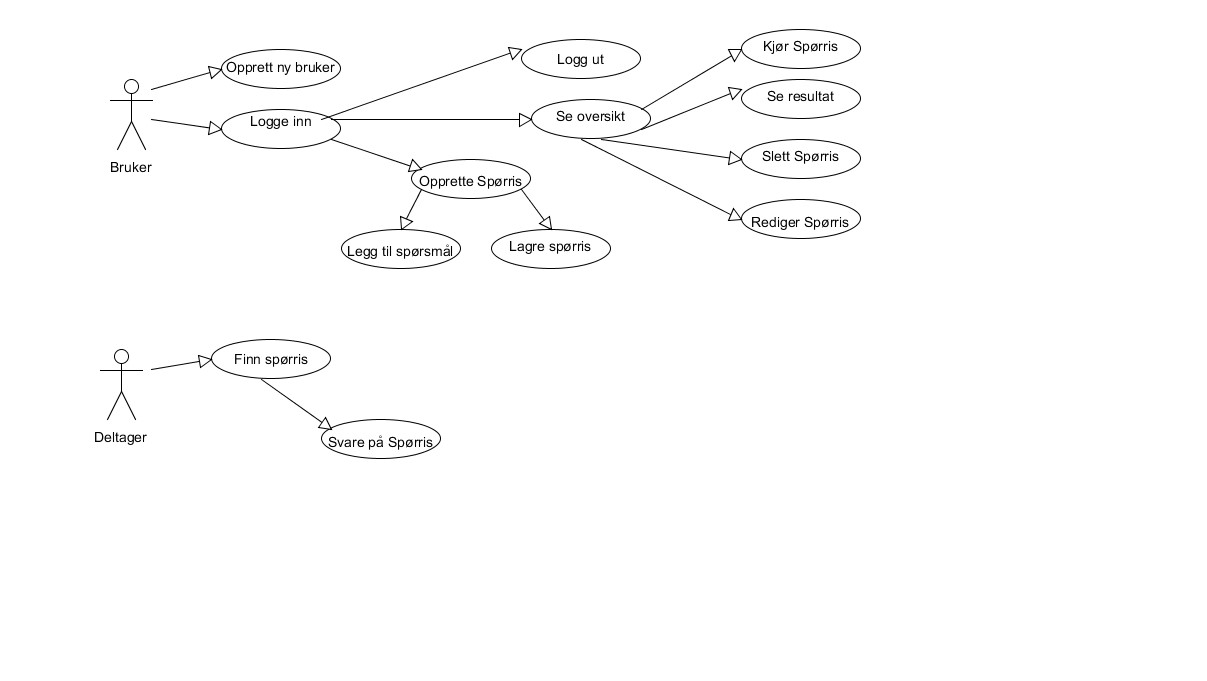 Kjør Spørris
Logg ut
Opprett ny bruker
Se resultat
Logge inn
Se oversikt
Slett Spørris
Bruker
Opprette Spørris
Rediger Spørris
Legg til spørsmål
Lagre spørris
Finn spørris
Deltager
Svare på Spørris